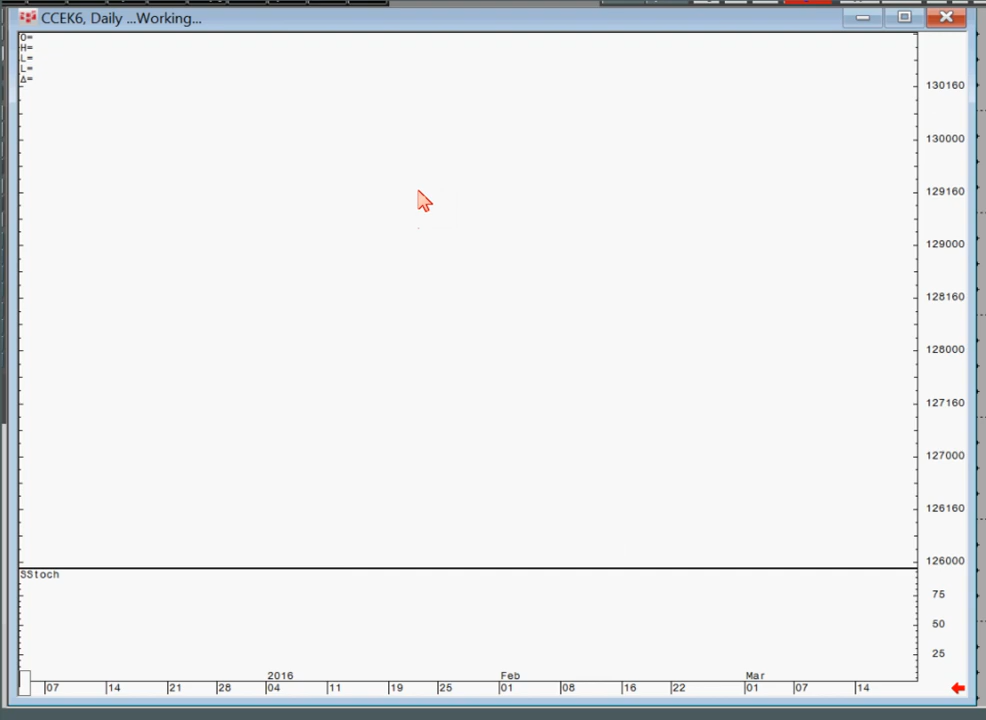 CCEK6, Daily ...Working...
O=
H=
L=
L=
Δ=
130160
130000
129160
129000
128160
128000
127160
127000
126160
126000
SStoch
75
50
25
2016 Feb Mar
07 14 21 28 04 11 19 25 01 08 16 22 01 07 14